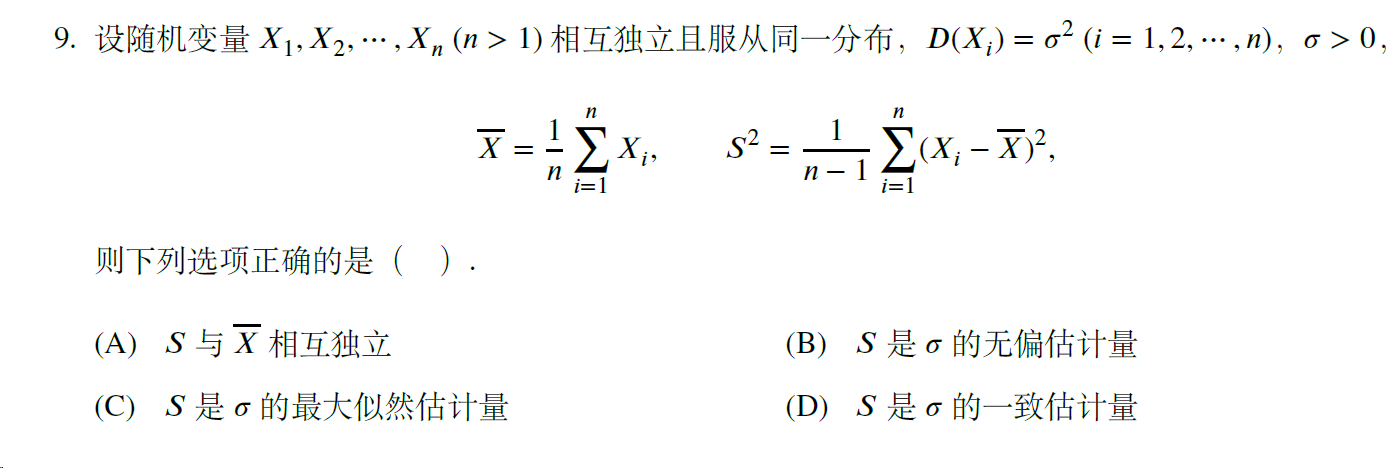 9. 设随机变量 X₁, X₂, ⋯ , Xₙ (n > 1) 相互独立且服从同一分布，D(Xᵢ) = σ² (i = 1, 2, ⋯ , n)，σ > 0，
X̄ = 1/n ∑_{i=1}^{n} Xᵢ, S² = 1/(n − 1) ∑_{i=1}^{n} (Xᵢ − X̄)²,
则下列选项正确的是（ ）.
(A) S 与 X̄ 相互独立 (B) S 是 σ 的无偏估计量
(C) S 是 σ 的最大似然估计量 (D) S 是 σ 的一致估计量